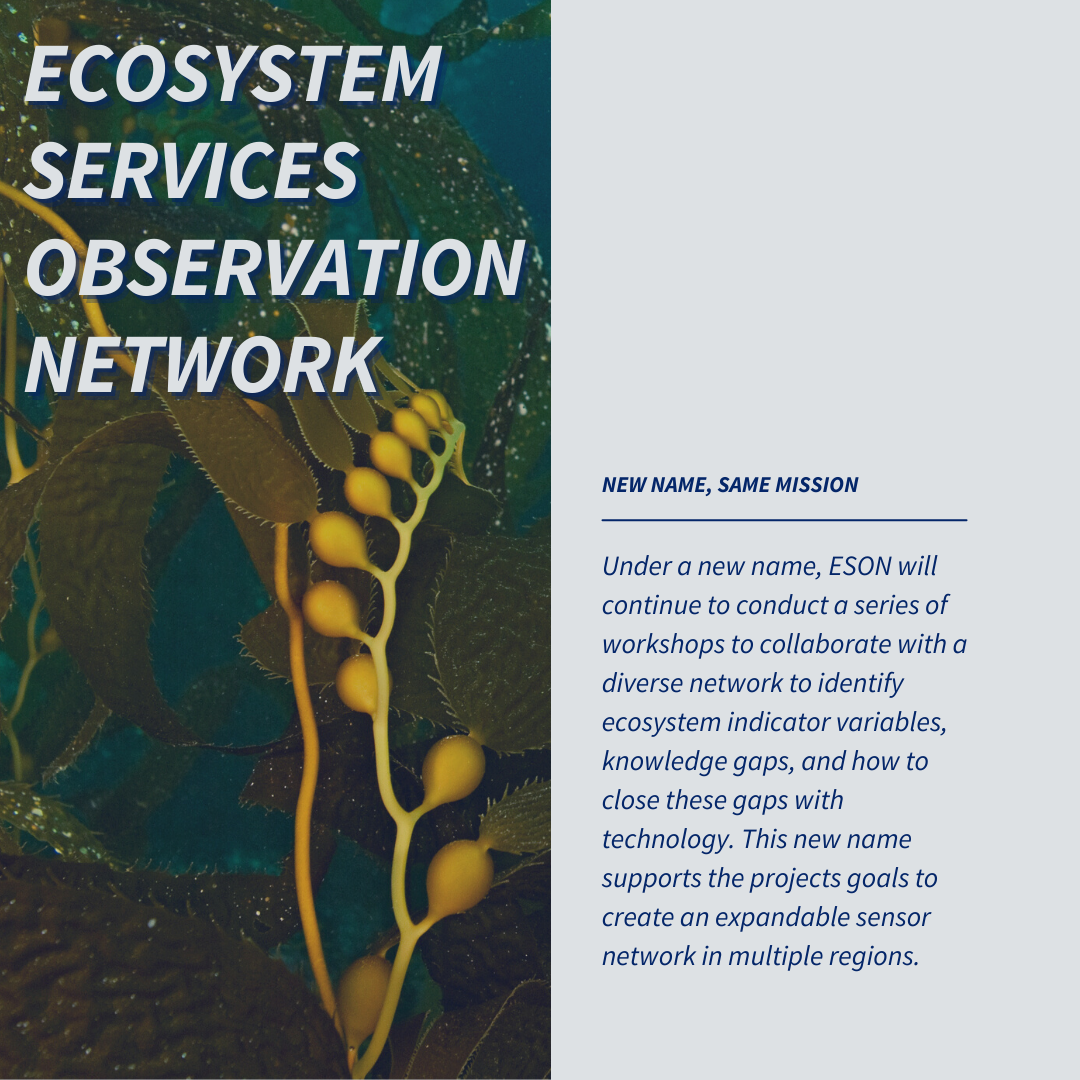 ECOSYSTEM
SERVICES
OBSERVATION
NETWORK
NEW NAME, SAME MISSION
Under a new name, ESON will
continue to conduct a series of
workshops to collaborate with a
diverse network to identify
ecosystem indicator variables,
knowledge gaps, and how to
close these gaps with
technology. This new name
supports the projects goals to
create an expandable sensor
network in multiple regions.